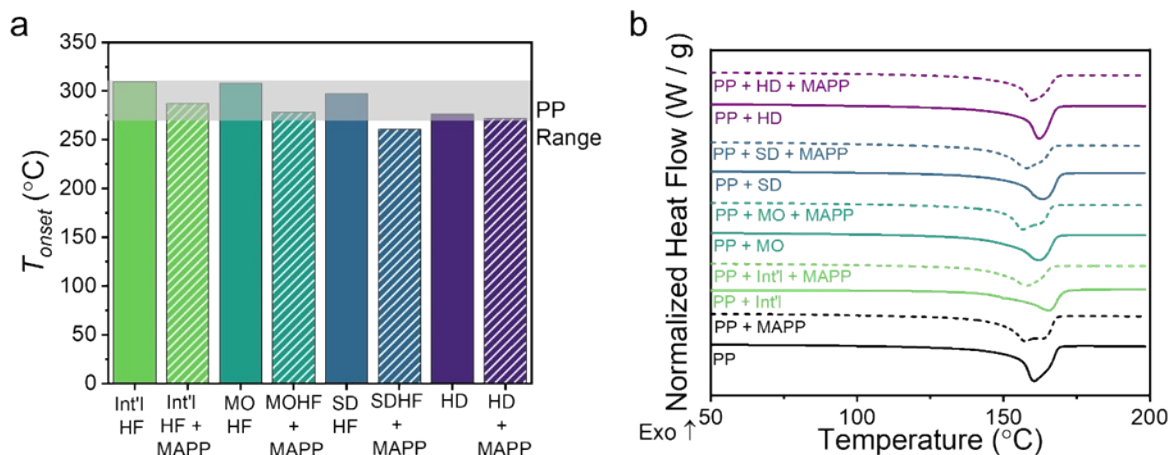 a
350
300
250
200
150
100
50
0
T onset (°C)
PP
Range
Int'l
HF
Int'l
HF +
MAPP
MO
HF
MOHF
+
MAPP
SD
HF
SDHF
+
MAPP
HD
HD
+
MAPP
b
Normalized Heat Flow (W / g)
PP + HD + MAPP
PP + HD
PP + SD + MAPP
PP + SD
PP + MO + MAPP
PP + MO
PP + Int'l + MAPP
PP + Int'l
PP + MAPP
PP
50
100
150
200
Exo ↑
Temperature (°C)